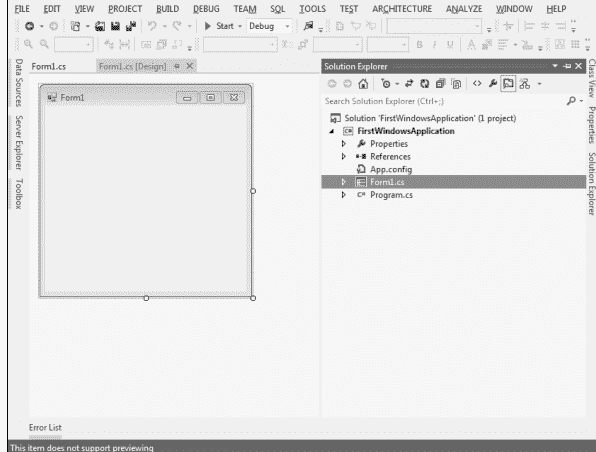 FILE EDIT VIEW PROJECT BUILD DEBUG TEAM SQL TOOLS TEST ARCHITECTURE ANALYZE WINDOW HELP
Start Debug
B I U A
Data Sources
Server Explorer
Toolbox
Form1.cs Form1.cs [Design]
Form1
Solution Explorer
Search Solution Explorer (Ctrl+;)
Solution 'FirstWindowsApplication' (1 project)
C# FirstWindowsApplication
Properties
References
App.config
Form1.cs
C# Program.cs
Class View
Properties
Solution Explorer
Error List
This item does not support previewing